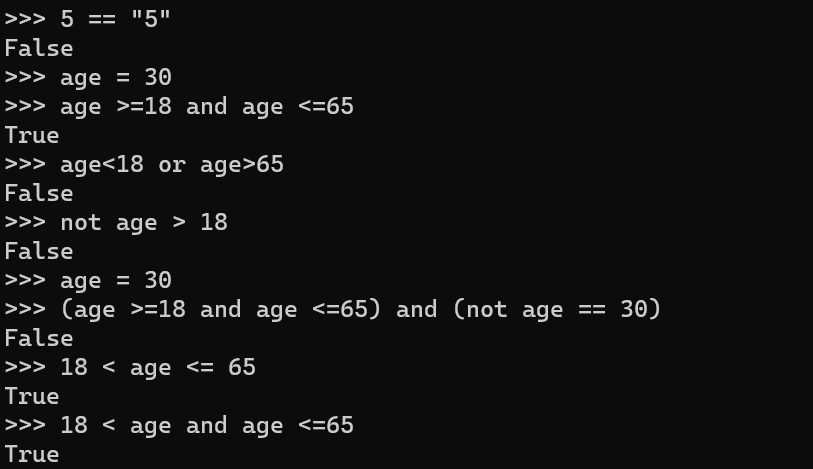 >>> 5 == "5"
False
>>> age = 30
>>> age >=18 and age <=65
True
>>> age<18 or age>65
False
>>> not age > 18
False
>>> age = 30
>>> (age >=18 and age <=65) and (not age == 30)
False
>>> 18 < age <= 65
True
>>> 18 < age and age <=65
True